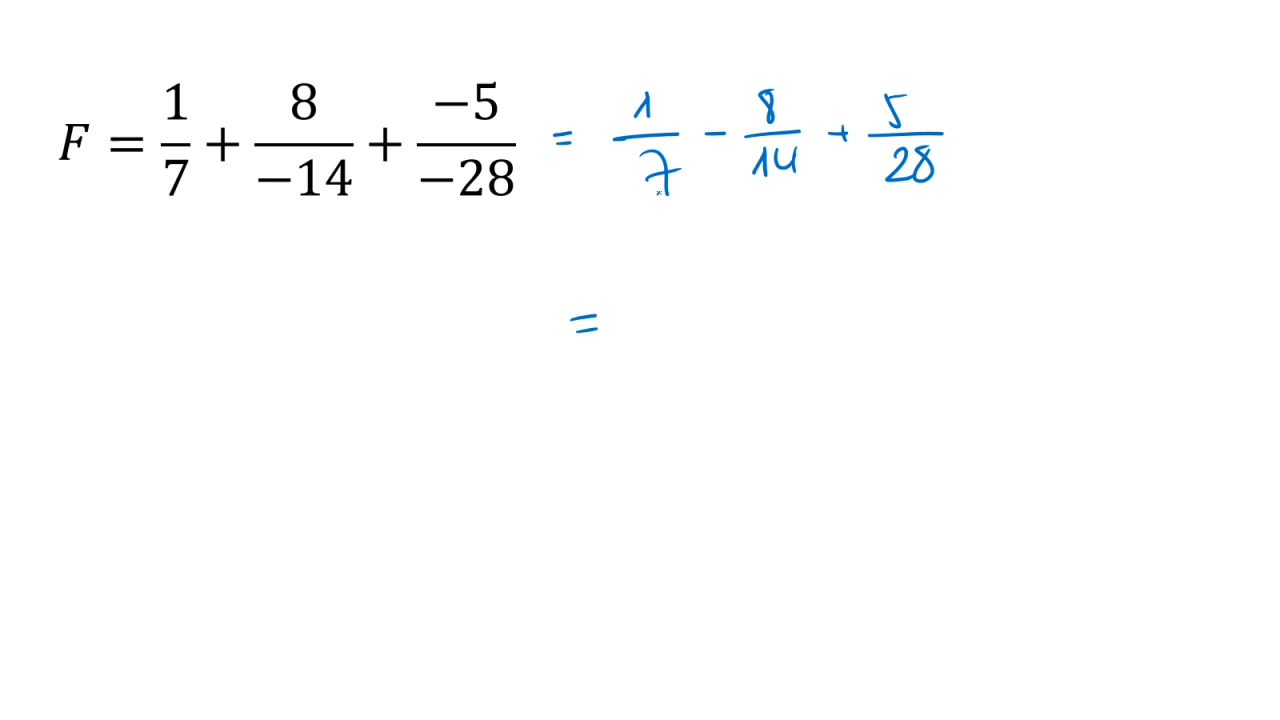 F = 1/7 + 8/−14 + −5/−28 = 1/7 − 8/14 + 5/28
=